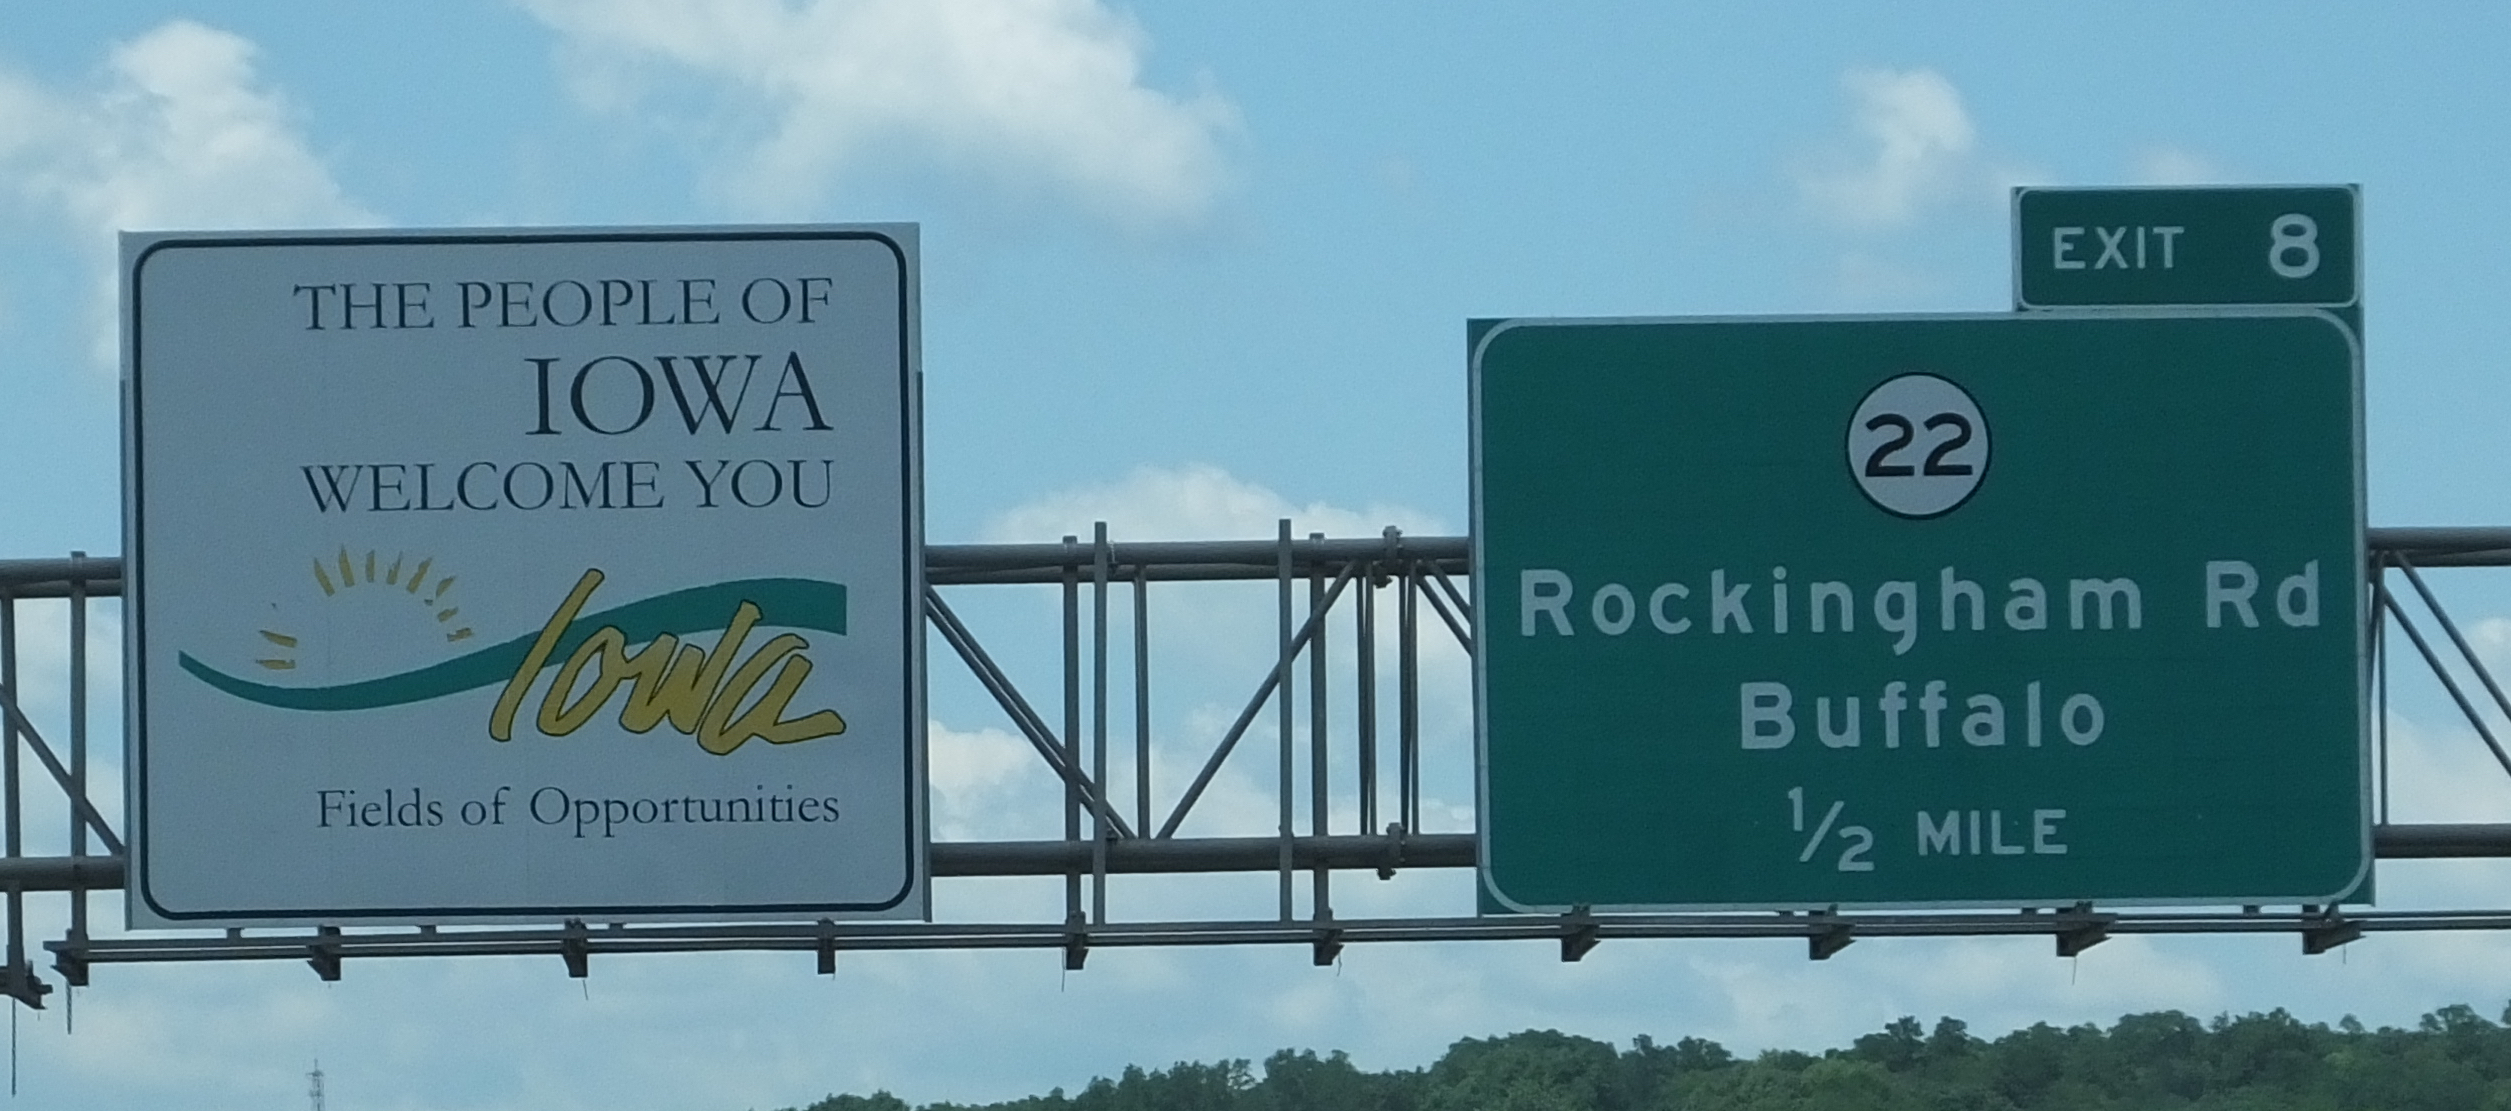 THE PEOPLE OF
IOWA
WELCOME YOU
Iowa
Fields of Opportunities
EXIT 8
22
Rockingham Rd
Buffalo
1/2 MILE